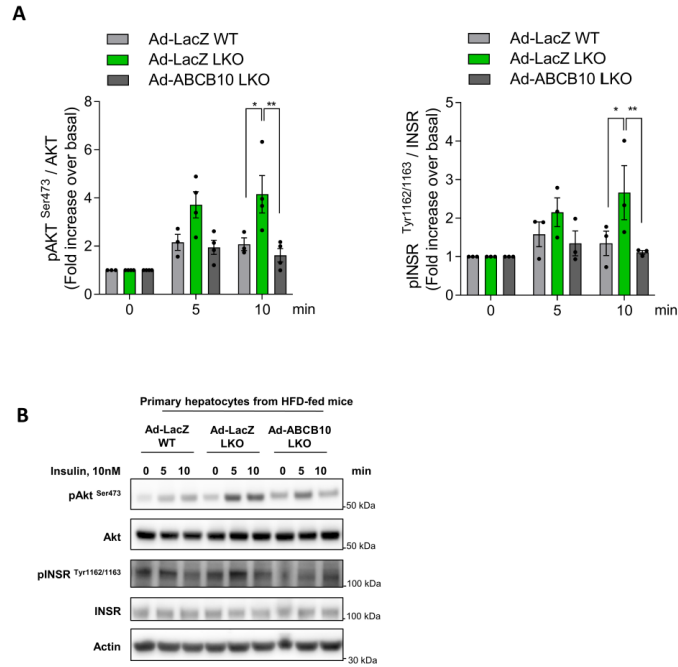 A
Ad-LacZ WT
Ad-LacZ LKO
Ad-ABCB10 LKO
pAKT Ser473 / AKT
(Fold increase over basal)
8
6
4
2
0
* **
0 5 10 min
Ad-LacZ WT
Ad-LacZ LKO
Ad-ABCB10 LKO
pINSR Tyr1162/1163 / INSR
(Fold increase over basal)
5
4
3
2
1
0
* **
0 5 10 min
B
Primary hepatocytes from HFD-fed mice
Ad-LacZ Ad-LacZ Ad-ABCB10
WT LKO LKO
Insulin, 10nM 0 5 10 0 5 10 0 5 10 min
pAkt Ser473
50 kDa
Akt
50 kDa
pINSR Tyr1162/1163
100 kDa
INSR
100 kDa
Actin
30 kDa